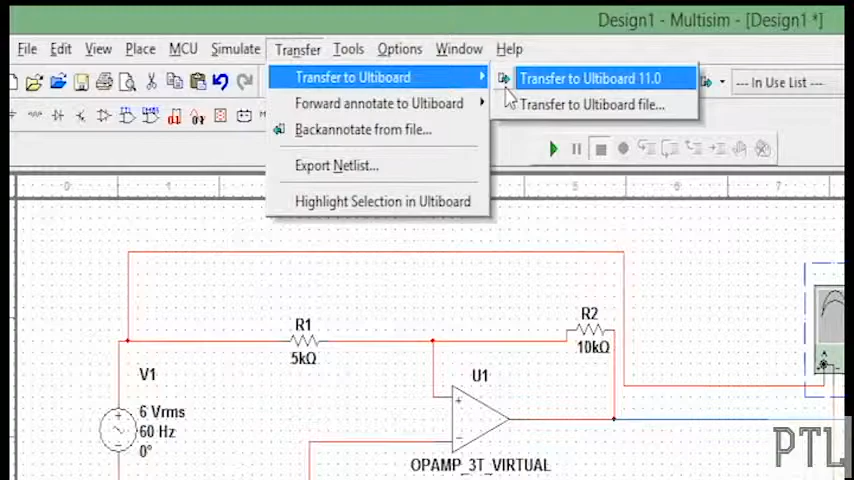 Design1 - Multisim - [Design1 *]
File Edit View Place MCU Simulate Transfer Tools Options Window Help
Transfer to Ultiboard
Transfer to Ultiboard 11.0
--- In Use List ---
Forward annotate to Ultiboard
Transfer to Ultiboard file...
Backannotate from file...
Export Netlist...
Highlight Selection in Ultiboard
0 1 5 6 7
R1
5kΩ
R2
10kΩ
V1
6 Vrms
60 Hz
0°
U1
OPAMP_3T_VIRTUAL
A
PTL